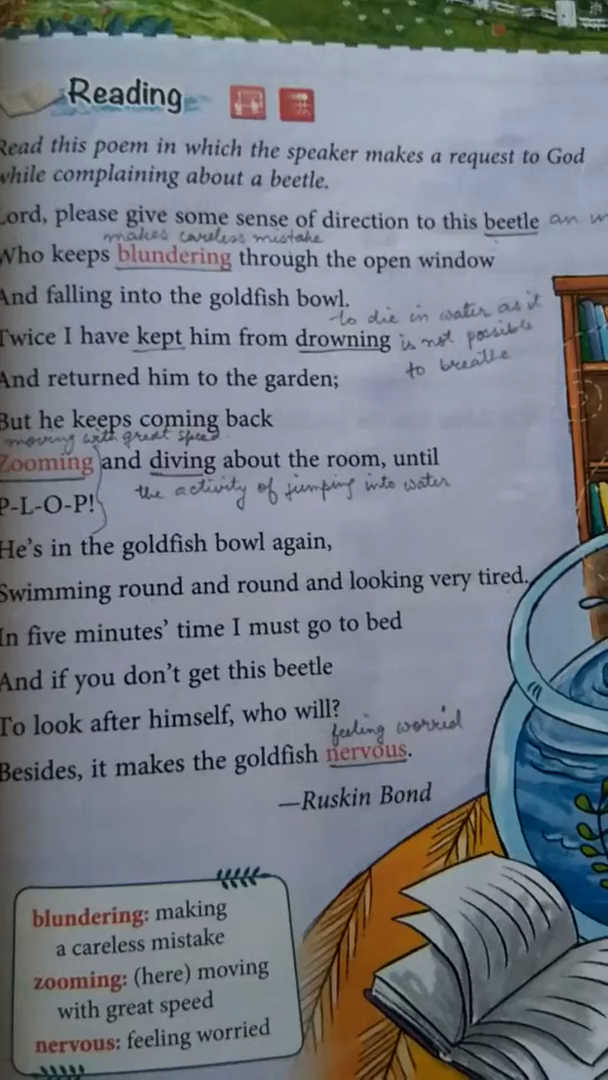 Reading
Read this poem in which the speaker makes a request to God
while complaining about a beetle.
Lord, please give some sense of direction to this beetle an
makes careless mistake
Who keeps blundering through the open window
And falling into the goldfish bowl.
to die in water as it
Twice I have kept him from drowning is not possible
to breathe
And returned him to the garden;
But he keeps coming back
moving with great speed
Zooming and diving about the room, until
the activity of jumping into water
P-L-O-P!
He's in the goldfish bowl again,
Swimming round and round and looking very tired.
In five minutes' time I must go to bed
And if you don't get this beetle
To look after himself, who will?
feeling worrid
Besides, it makes the goldfish nervous.
—Ruskin Bond
blundering: making
a careless mistake
zooming: (here) moving
with great speed
nervous: feeling worried